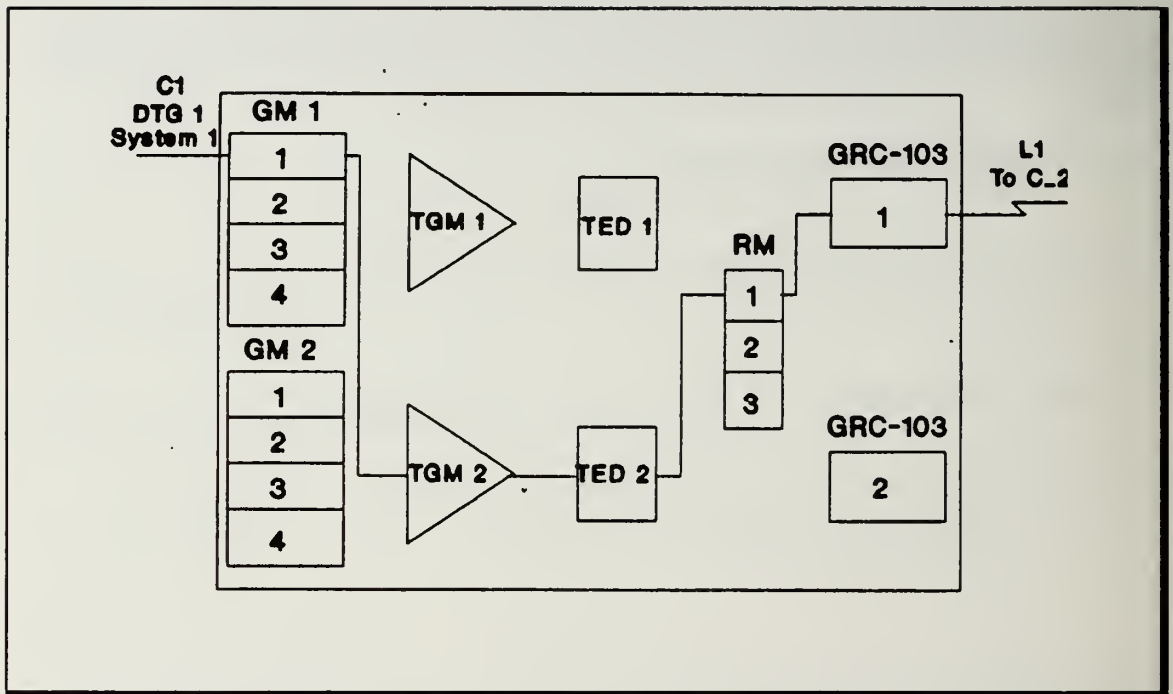 C1
DTG 1
System 1
GM 1
1
2
3
4
GM 2
1
2
3
4
TGM 1
TGM 2
TED 1
TED 2
RM
1
2
3
GRC-103
1
GRC-103
2
L1
To C_2